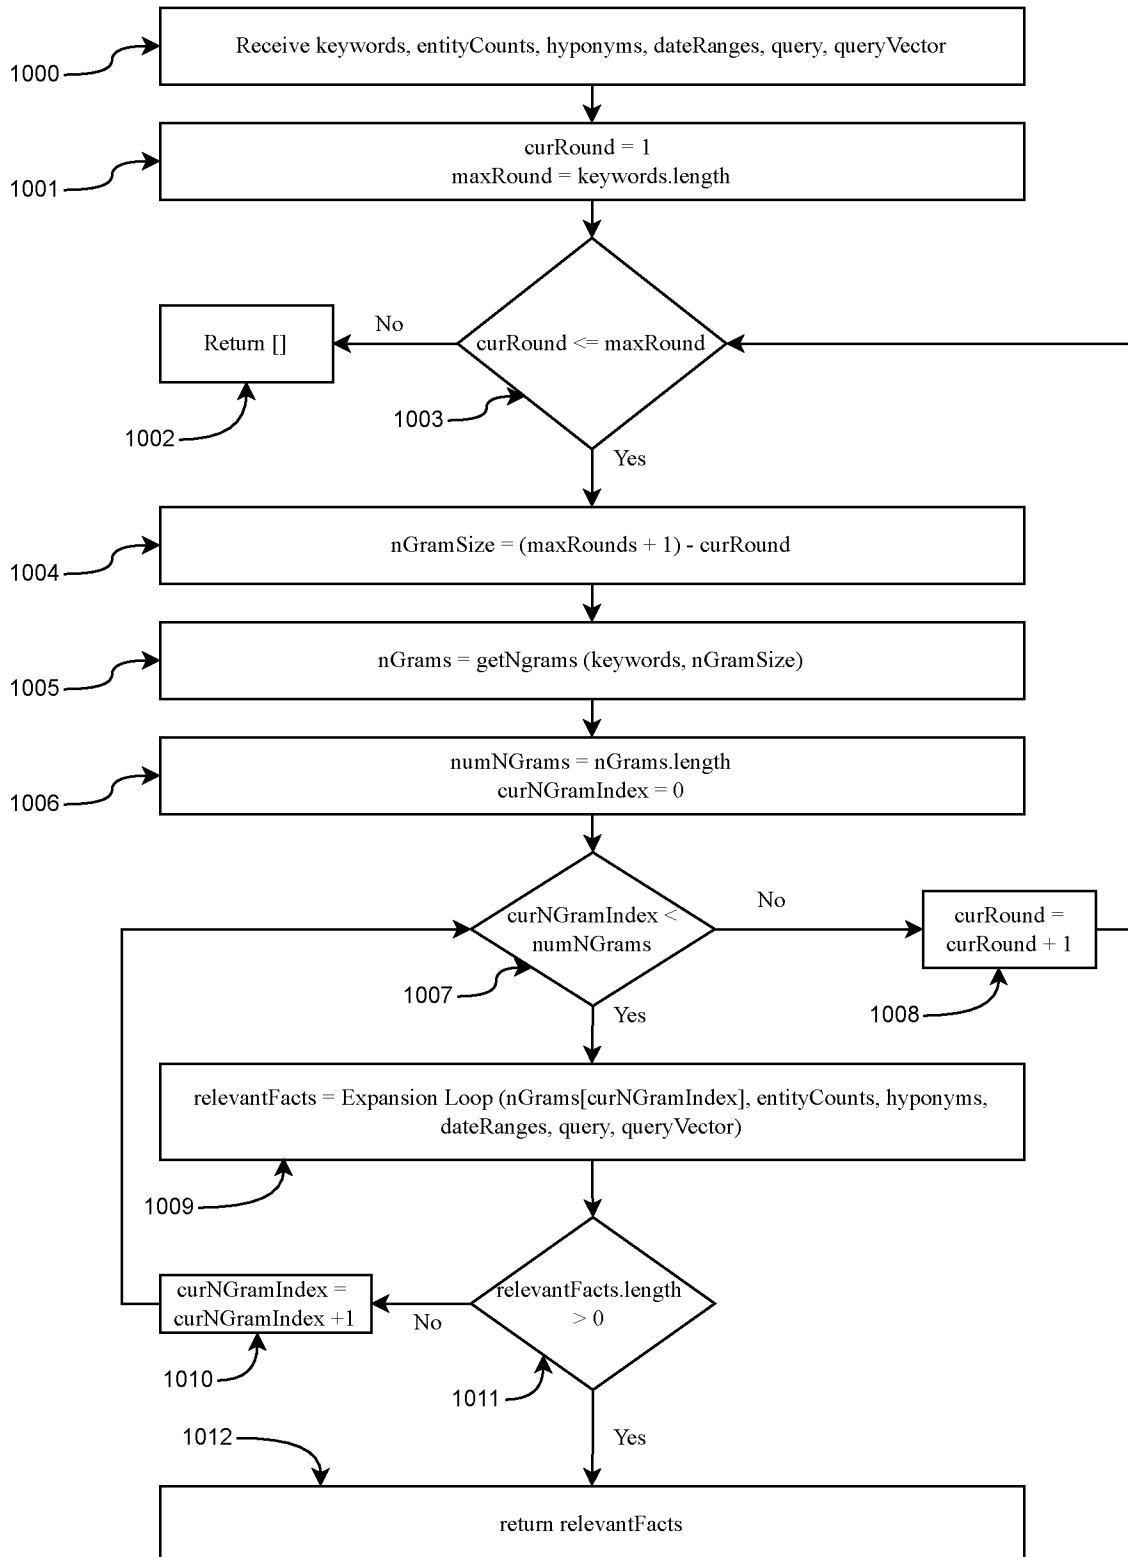 Receive keywords, entityCounts, hyponyms, dateRanges, query, queryVector
1000
curRound = 1
maxRound = keywords.length
1001
No
Return []
curRound <= maxRound
1002
1003
Yes
nGramSize = (maxRounds + 1) - curRound
1004
nGrams = getNgrams (keywords, nGramSize)
1005
numNGrams = nGrams.length
curNGramIndex = 0
1006
curNGramIndex <
numNGrams
No
curRound =
curRound + 1
1007
Yes
1008
relevantFacts = Expansion Loop (nGrams[curNGramIndex], entityCounts, hyponyms,
dateRanges, query, queryVector)
1009
curNGramIndex =
curNGramIndex +1
No
relevantFacts.length
> 0
1010
1011
1012
Yes
return relevantFacts